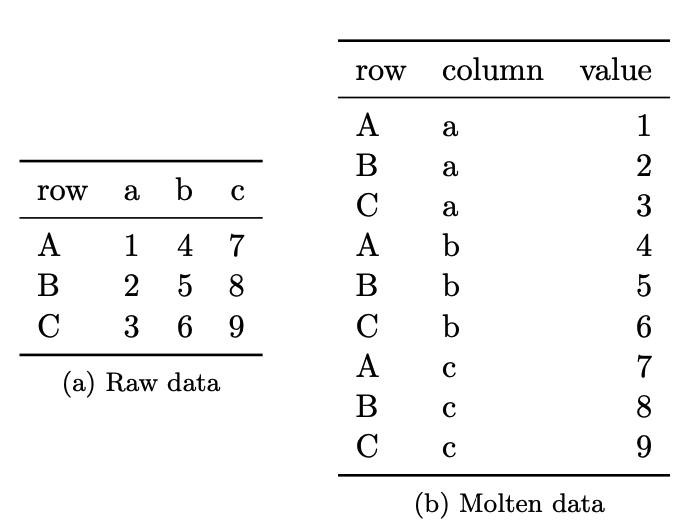 row a b c
A 1 4 7
B 2 5 8
C 3 6 9
(a) Raw data
row column value
A a 1
B a 2
C a 3
A b 4
B b 5
C b 6
A c 7
B c 8
C c 9
(b) Molten data